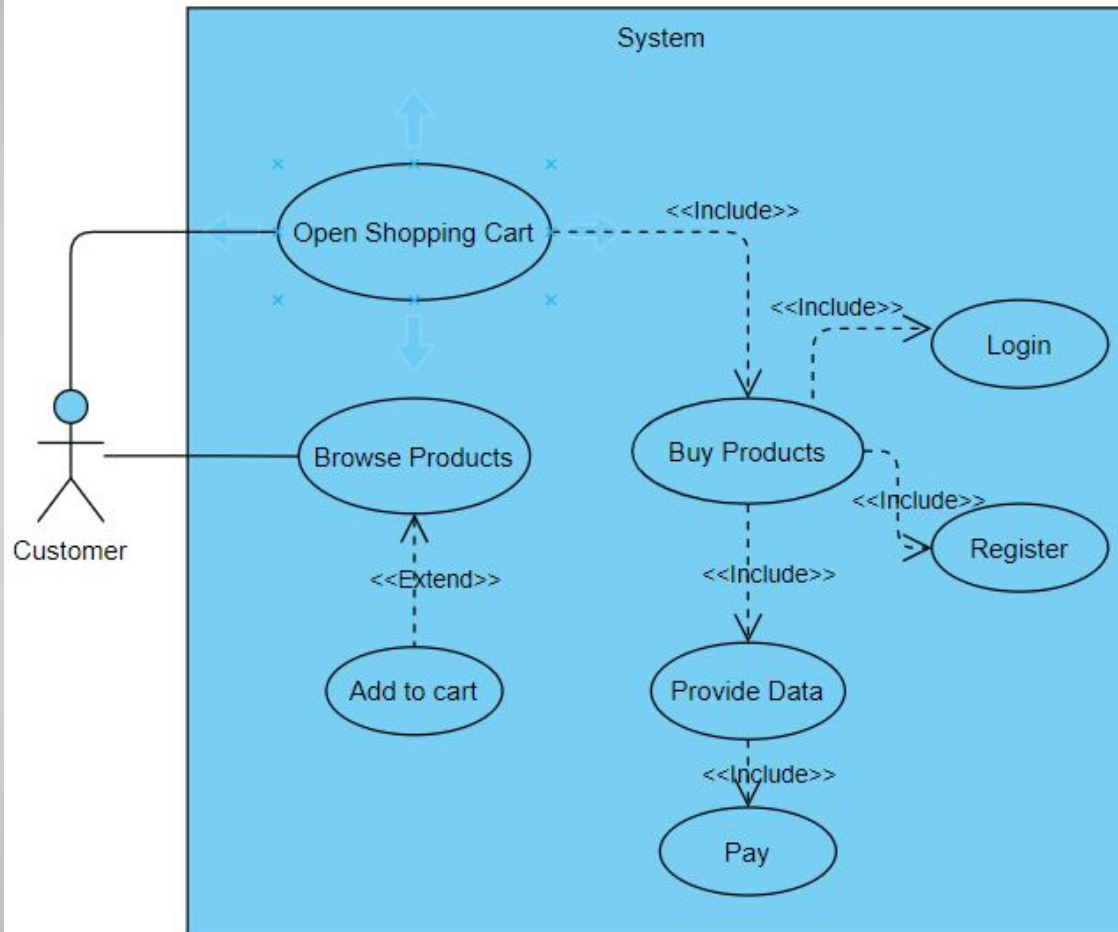 System
Open Shopping Cart
<<Include>>
<<Include>>
Login
Browse Products
Buy Products
<<Include>>
Register
Customer
<<Extend>>
<<Include>>
Add to cart
Provide Data
<<Include>>
Pay